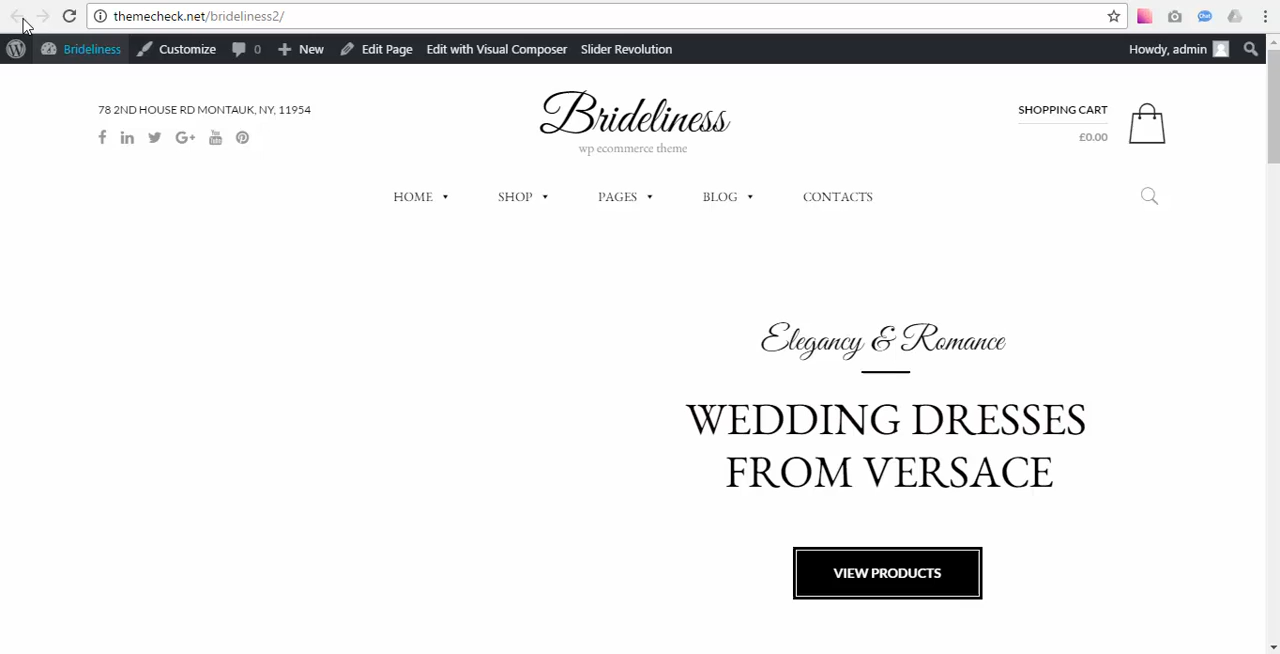 themecheck.net/brideliness2/
Brideliness Customize 0 New Edit Page Edit with Visual Composer Slider Revolution Howdy, admin
78 2ND HOUSE RD MONTAUK, NY, 11954
Brideliness
wp ecommerce theme
SHOPPING CART
£0.00
HOME SHOP PAGES BLOG CONTACTS
Elegancy & Romance
WEDDING DRESSES
FROM VERSACE
VIEW PRODUCTS